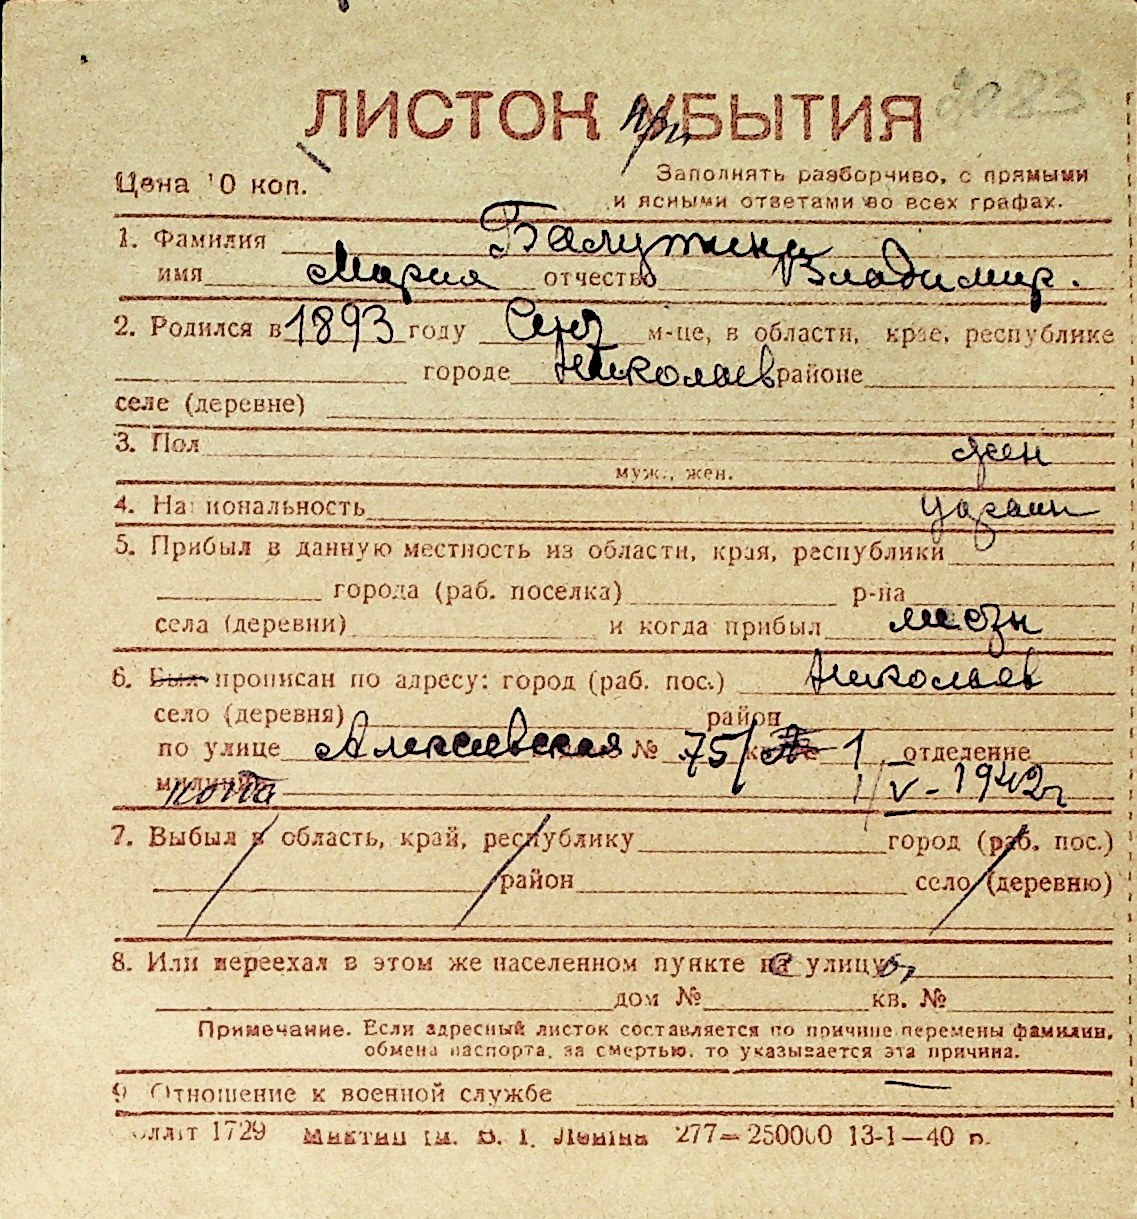 2083
ЛИСТОК при БЫТИЯ
Цена 10 коп.
Заполнять разборчиво, с прямыми
и ясными ответами во всех графах.
1. Фамилия Балутина
имя Мария отчество Владимир.
2. Родился в 1893 году м-це, в области, крае, республике
городе Николаев районе
селе (деревне)
3. Пол жен
муж., жен.
4. Национальность украин
5. Прибыл в данную местность из области, края, республики
города (раб. поселка) р-на
села (деревни) и когда прибыл местн
6. Был прописан по адресу: город (раб. пос.) Николаев
село (деревня) район
по улице Алексеевская № 75/ 1 отделение
милиции 1/V-1942г
7. Выбыл в область, край, республику город (раб. пос.)
район село (деревню)
8. Или переехал в этом же населенном пункте с улицы
дом № кв. №
Примечание. Если адресный листок составляется по причине перемены фамилии,
обмена паспорта, за смертью, то указывается эта причина.
9 Отношение к военной службе —
1729 ім. В. І. Леніна 277—250000 13-1—40 р.